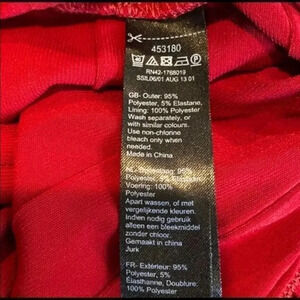 453180
RN42-1768019
SSIL06/01 AUG 13 01
GB- Outer: 95%
Polyester, 5% Elastane,
Lining: 100% Polyester
Wash separately, or
with similar colours.
Use non-chlorine
bleach only when
needed.
Made in China
Polyester, 5% Elastaan,
Voering: 100%
Polyester
Apart wassen, of met
vergelijkende kleuren.
Indien nodig gebruik
alleen een bleekmiddel
zonder chloor.
Gemaakt in china
Jurk
FR- Extérieur: 95%
Polyester, 5%
Élasthanne, Doublure:
100% Polyester